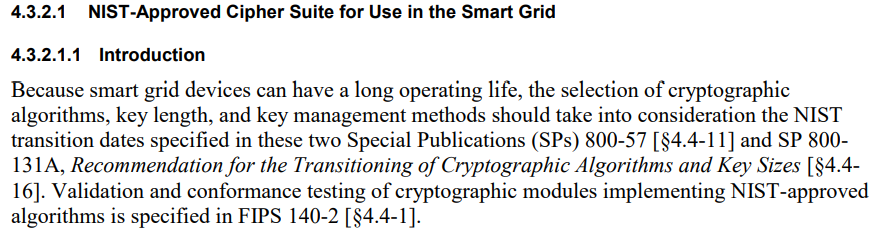 4.3.2.1 NIST-Approved Cipher Suite for Use in the Smart Grid
4.3.2.1.1 Introduction
Because smart grid devices can have a long operating life, the selection of cryptographic
algorithms, key length, and key management methods should take into consideration the NIST
transition dates specified in these two Special Publications (SPs) 800-57 [§4.4-11] and SP 800-
131A, Recommendation for the Transitioning of Cryptographic Algorithms and Key Sizes [§4.4-
16]. Validation and conformance testing of cryptographic modules implementing NIST-approved
algorithms is specified in FIPS 140-2 [§4.4-1].